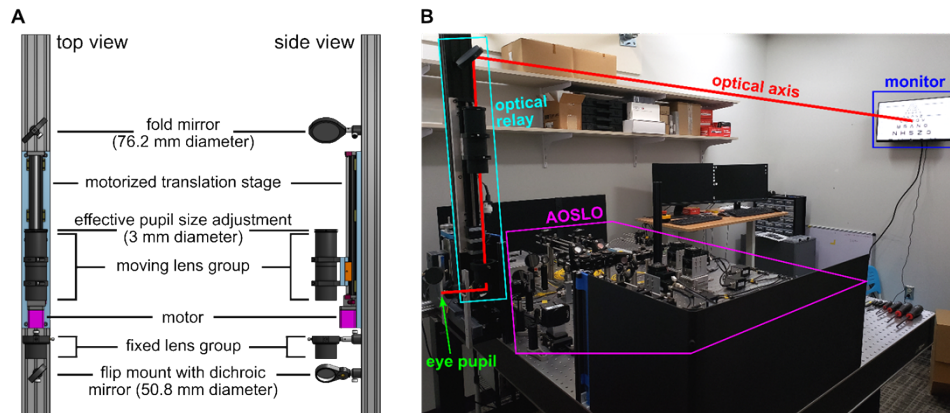 A
top view
side view
fold mirror
(76.2 mm diameter)
motorized translation stage
effective pupil size adjustment
(3 mm diameter)
moving lens group
motor
fixed lens group
flip mount with dichroic
mirror (50.8 mm diameter)
B
optical axis
monitor
optical
relay
N H S Z D
AOSLO
eye pupil